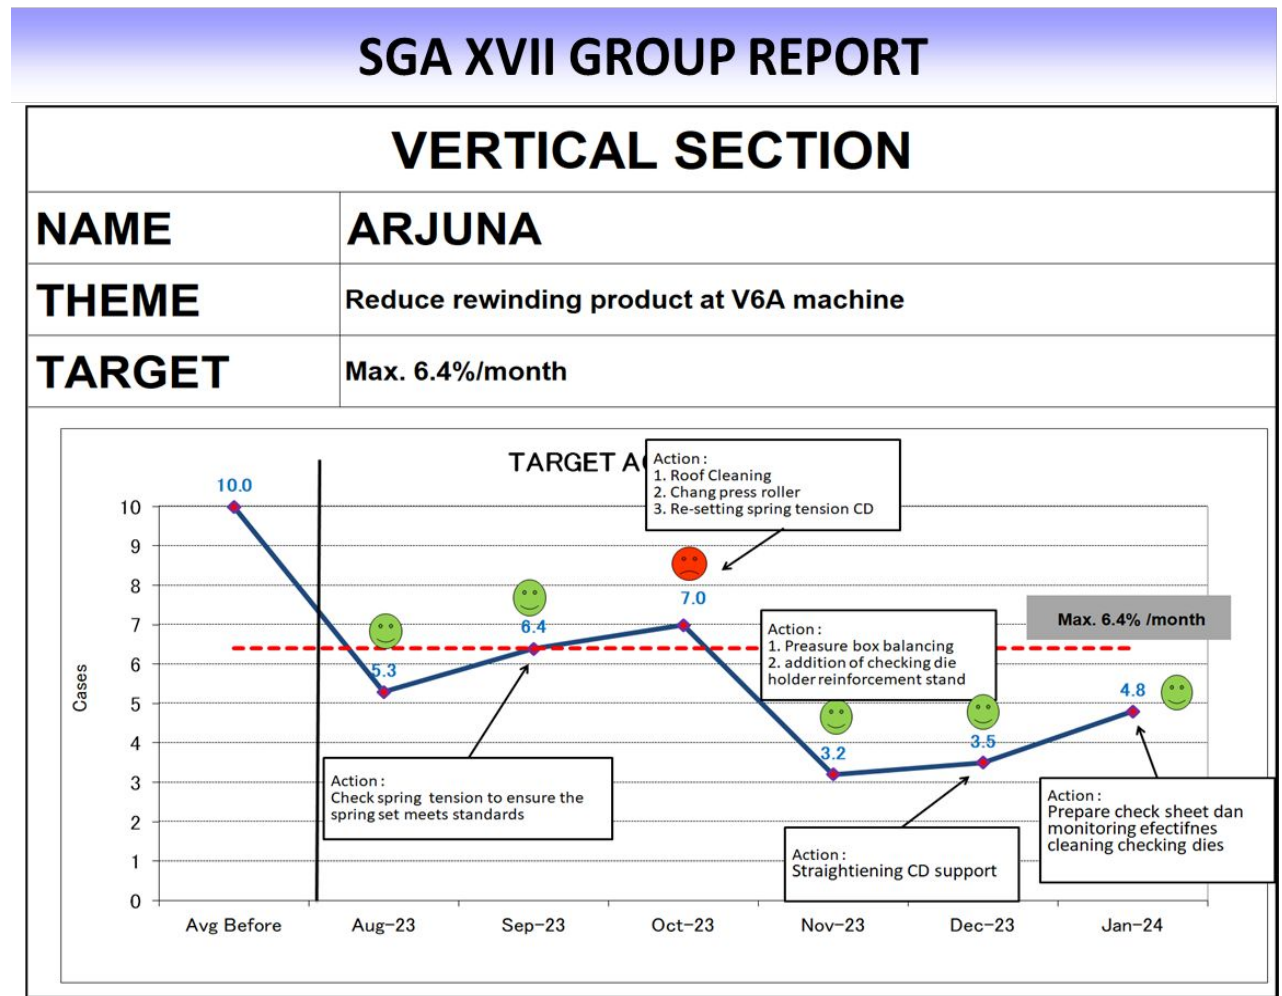 SGA XVII GROUP REPORT
VERTICAL SECTION
NAME ARJUNA
THEME Reduce rewinding product at V6A machine
TARGET Max. 6.4%/month
TARGET A
Action :
1. Roof Cleaning
2. Chang press roller
3. Re-setting spring tension CD
10.0
10
9
8
7
6
5
4
3
2
1
0
Cases
5.3
6.4
7.0
3.2
3.5
4.8
Max. 6.4% /month
Action :
1. Preasure box balancing
2. addition of checking die
holder reinforcement stand
Action :
Check spring tension to ensure the
spring set meets standards
Action :
Straightiening CD support
Action :
Prepare check sheet dan
monitoring efectifnes
cleaning checking dies
Avg Before Aug-23 Sep-23 Oct-23 Nov-23 Dec-23 Jan-24